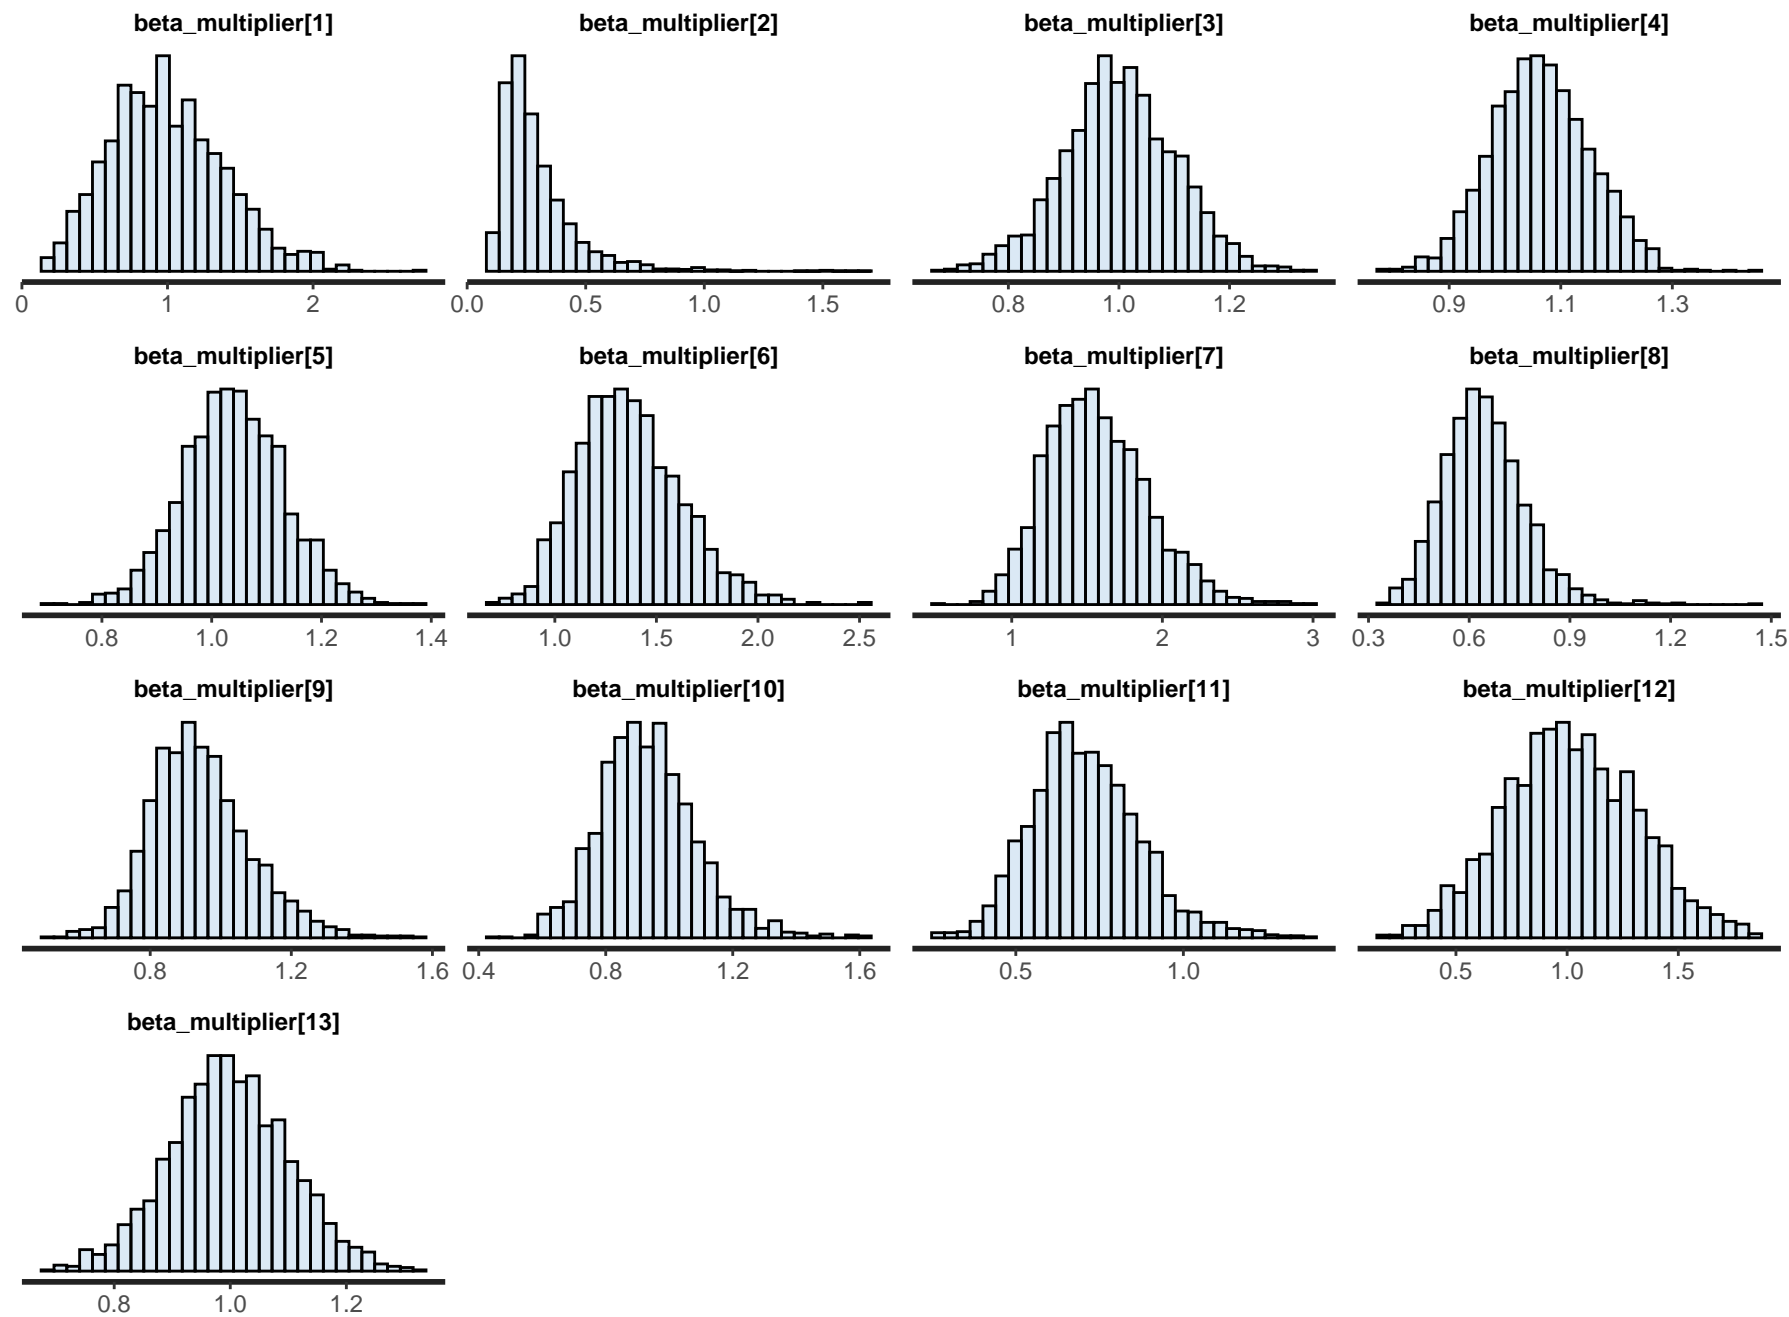 beta_multiplier[1] beta_multiplier[2] beta_multiplier[3] beta_multiplier[4]
0 1 2 0.0 0.5 1.0 1.5 0.8 1.0 1.2 0.9 1.1 1.3
beta_multiplier[5] beta_multiplier[6] beta_multiplier[7] beta_multiplier[8]
0.8 1.0 1.2 1.4 1.0 1.5 2.0 2.5 1 2 3 0.3 0.6 0.9 1.2 1.5
beta_multiplier[9] beta_multiplier[10] beta_multiplier[11] beta_multiplier[12]
0.8 1.2 1.6 0.4 0.8 1.2 1.6 0.5 1.0 0.5 1.0 1.5
beta_multiplier[13]
0.8 1.0 1.2